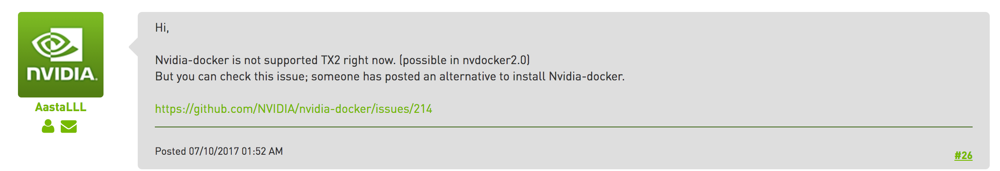 NVIDIA.
AastaLLL
Hi,
Nvidia-docker is not supported TX2 right now. (possible in nvdocker2.0)
But you can check this issue; someone has posted an alternative to install Nvidia-docker.
https://github.com/NVIDIA/nvidia-docker/issues/214
Posted 07/10/2017 01:52 AM
#26